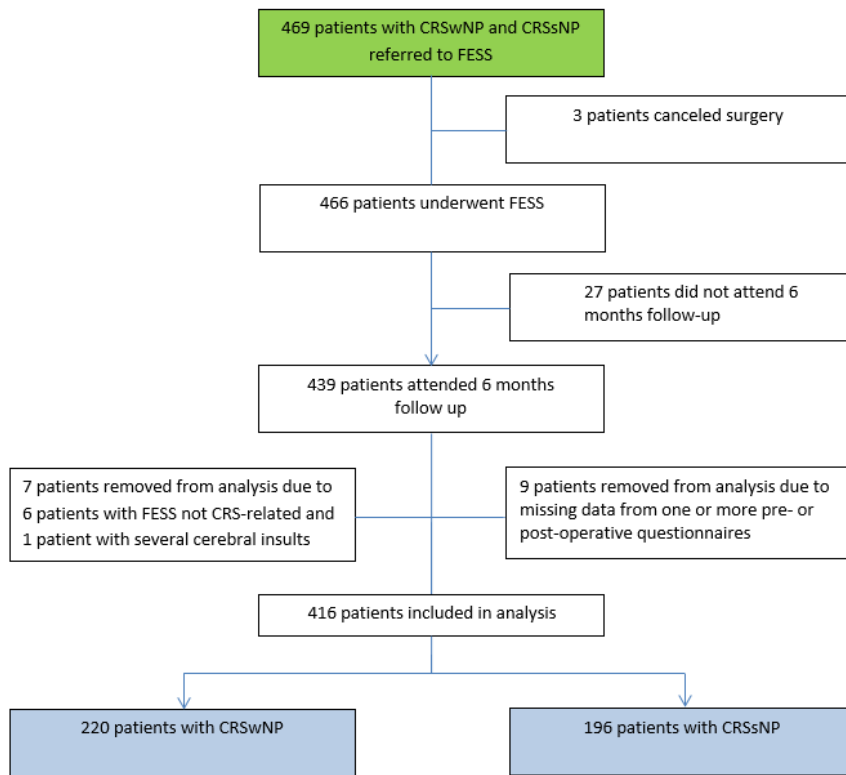 469 patients with CRSwNP and CRSsNP
referred to FESS
3 patients canceled surgery
466 patients underwent FESS
27 patients did not attend 6
months follow-up
439 patients attended 6 months
follow up
7 patients removed from analysis due to
6 patients with FESS not CRS-related and
1 patient with several cerebral insults
9 patients removed from analysis due to
missing data from one or more pre- or
post-operative questionnaires
416 patients included in analysis
220 patients with CRSwNP
196 patients with CRSsNP